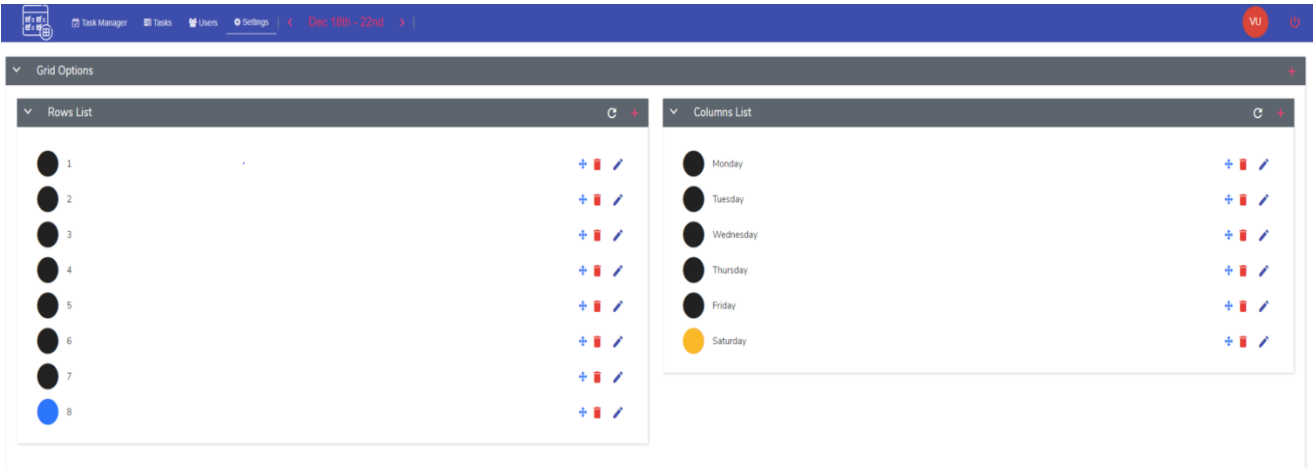 Task Manager Tasks Users Settings | < Dec 18th - 22nd > | VU
Grid Options
Rows List
1
2
3
4
5
6
7
8
Columns List
Monday
Tuesday
Wednesday
Thursday
Friday
Saturday